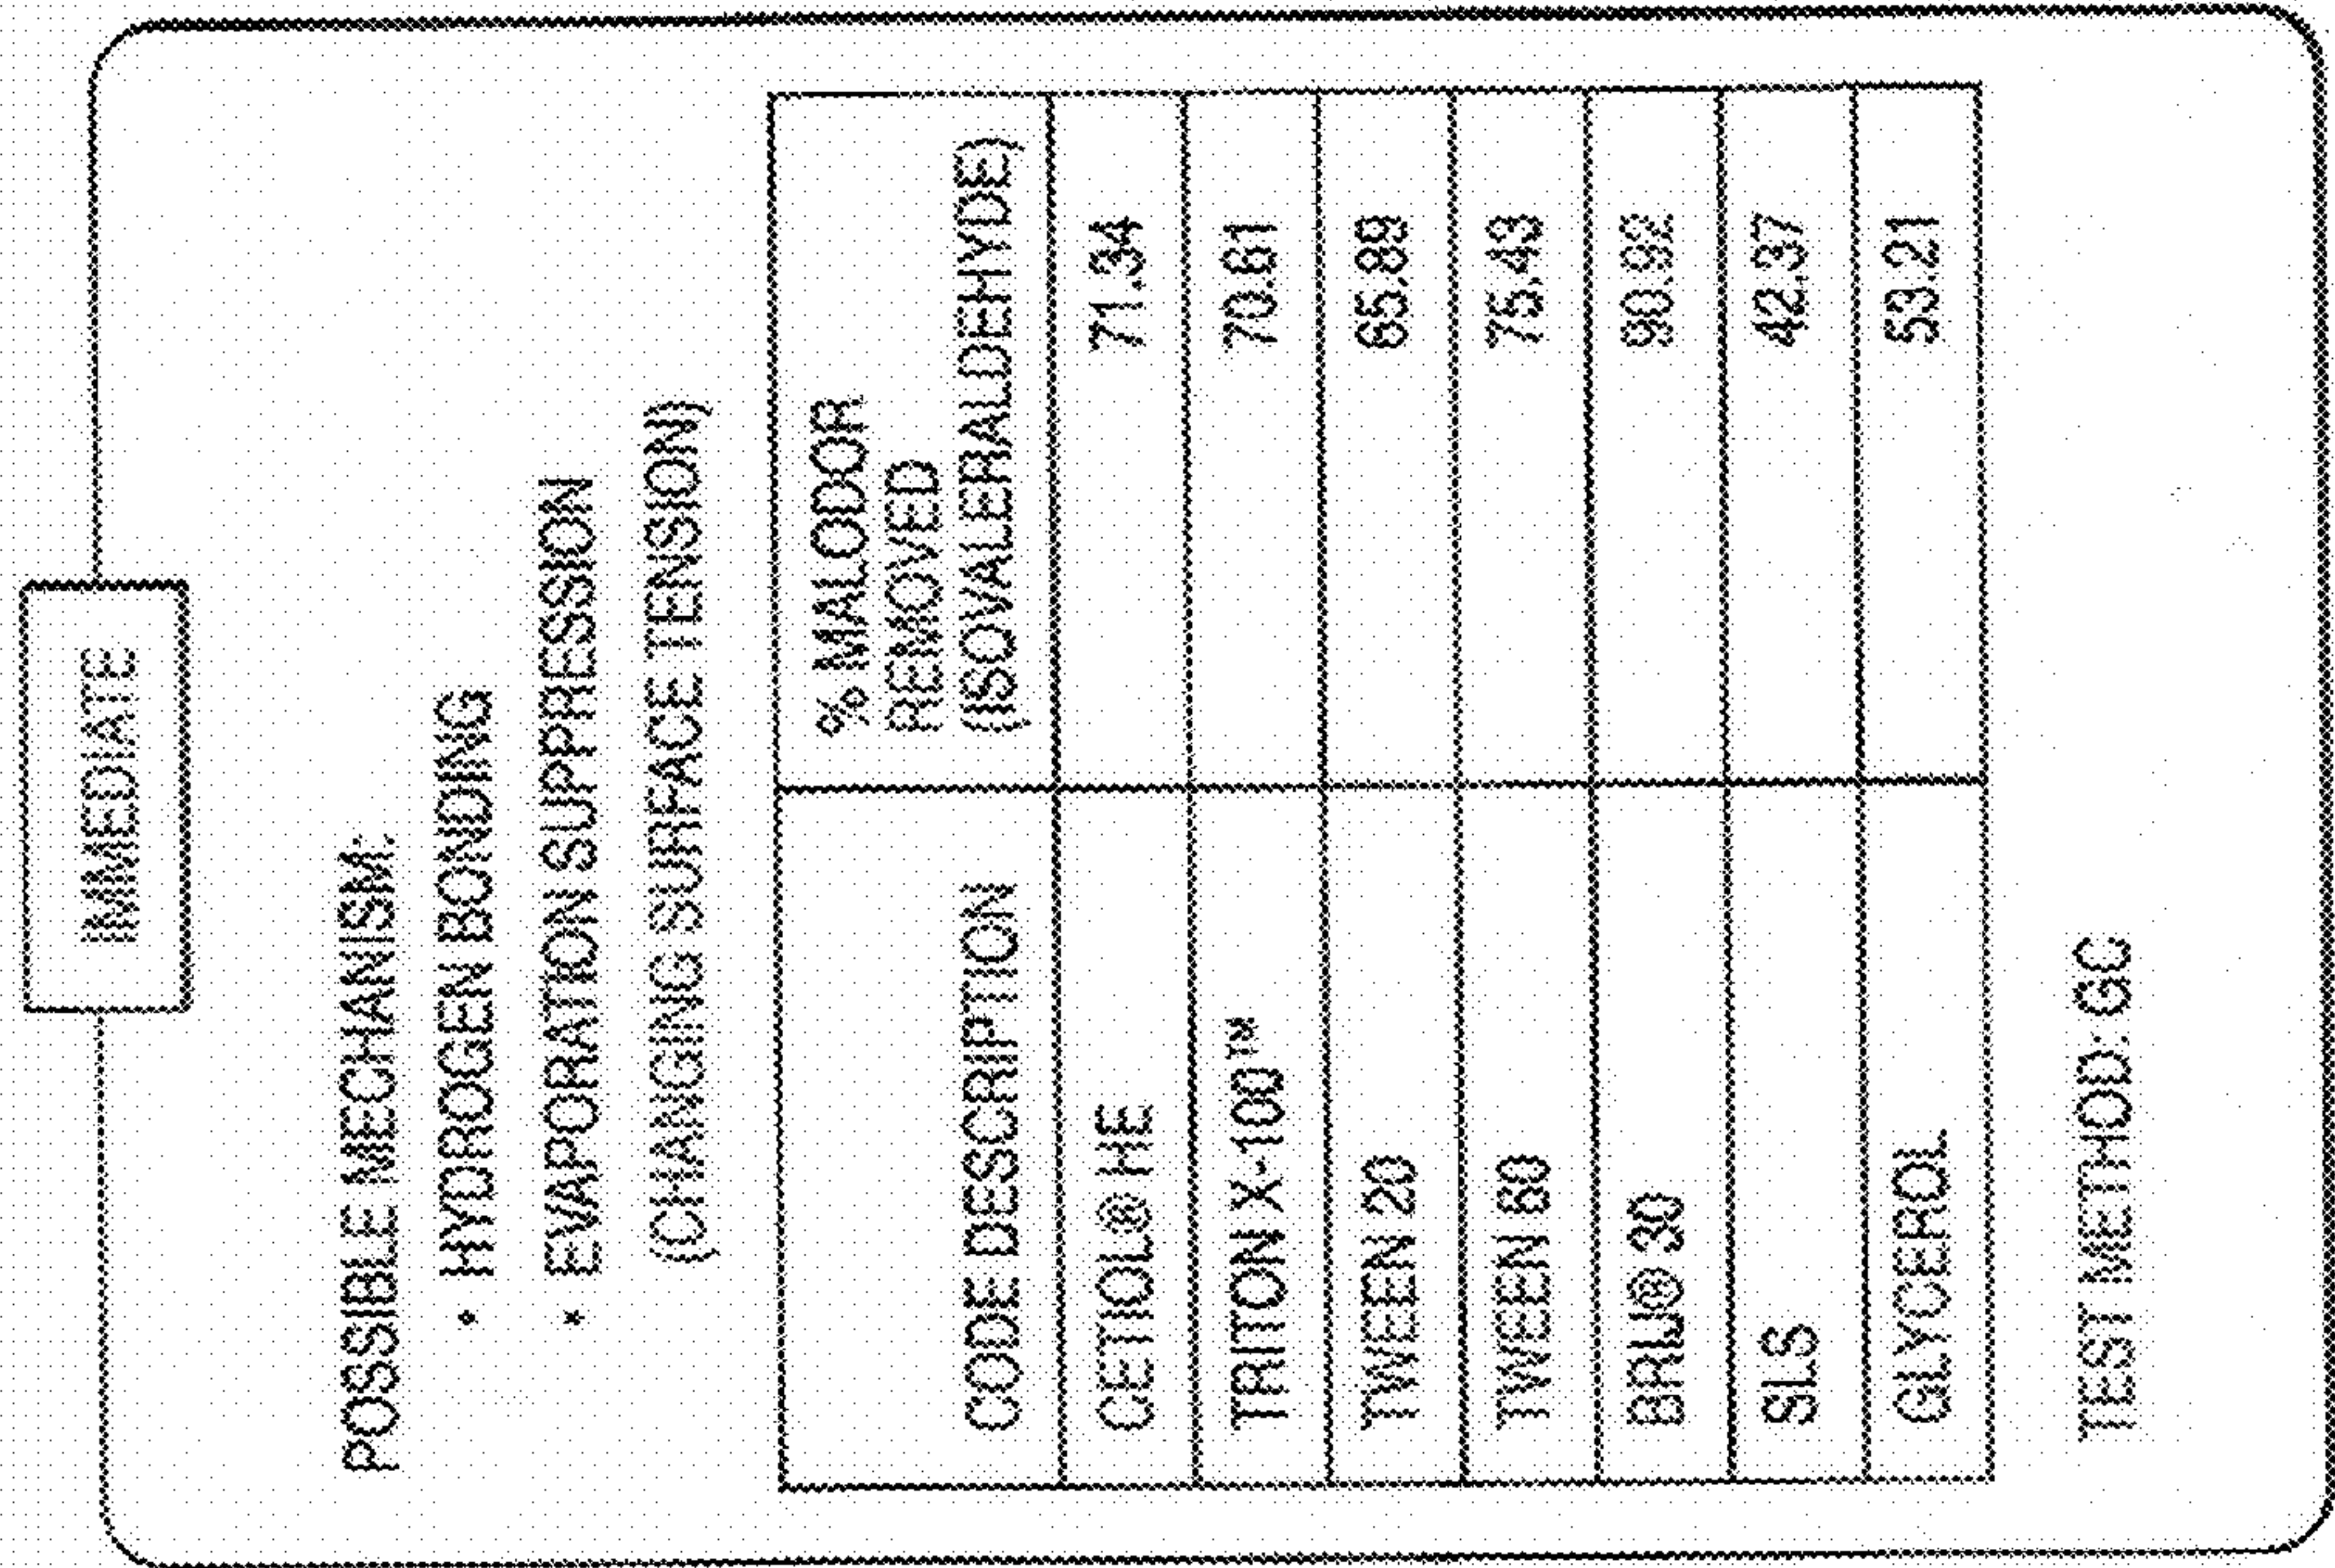 IMMEDIATE
POSSIBLE MECHANISM:
• HYDROGEN BONDING
• EVAPORATION SUPPRESSION
(CHANGING SURFACE TENSION)
CODE DESCRIPTION % MALODOR
REMOVED
(ISOVALERALDEHYDE)
CETIOL® HE 71.34
TRITON X-100™ 70.81
TWEEN 20 65.89
TWEEN 60 75.43
BRIJ® 30 90.92
SLS 42.37
GLYCEROL 53.21
TEST METHOD: GC